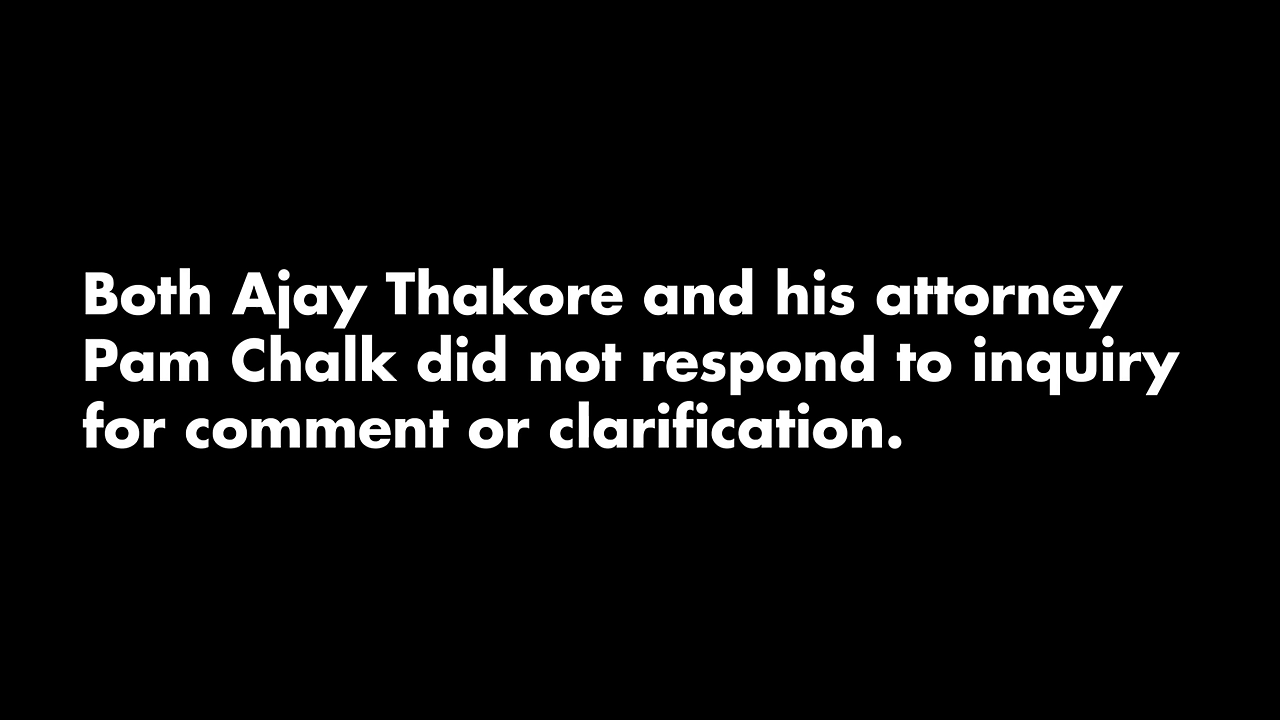 Both Ajay Thakore and his attorney
Pam Chalk did not respond to inquiry
for comment or clarification.